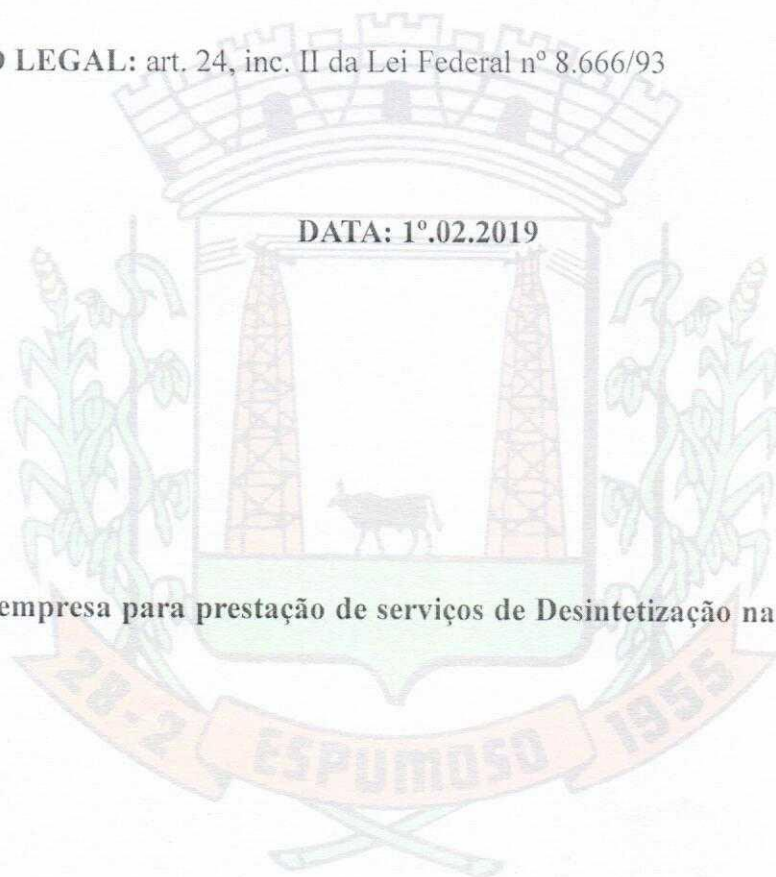 O LEGAL: art. 24, inc. II da Lei Federal nº 8.666/93
DATA: 1º.02.2019
empresa para prestação de serviços de Desintetização na
28-2 ESPUMOSO 1955